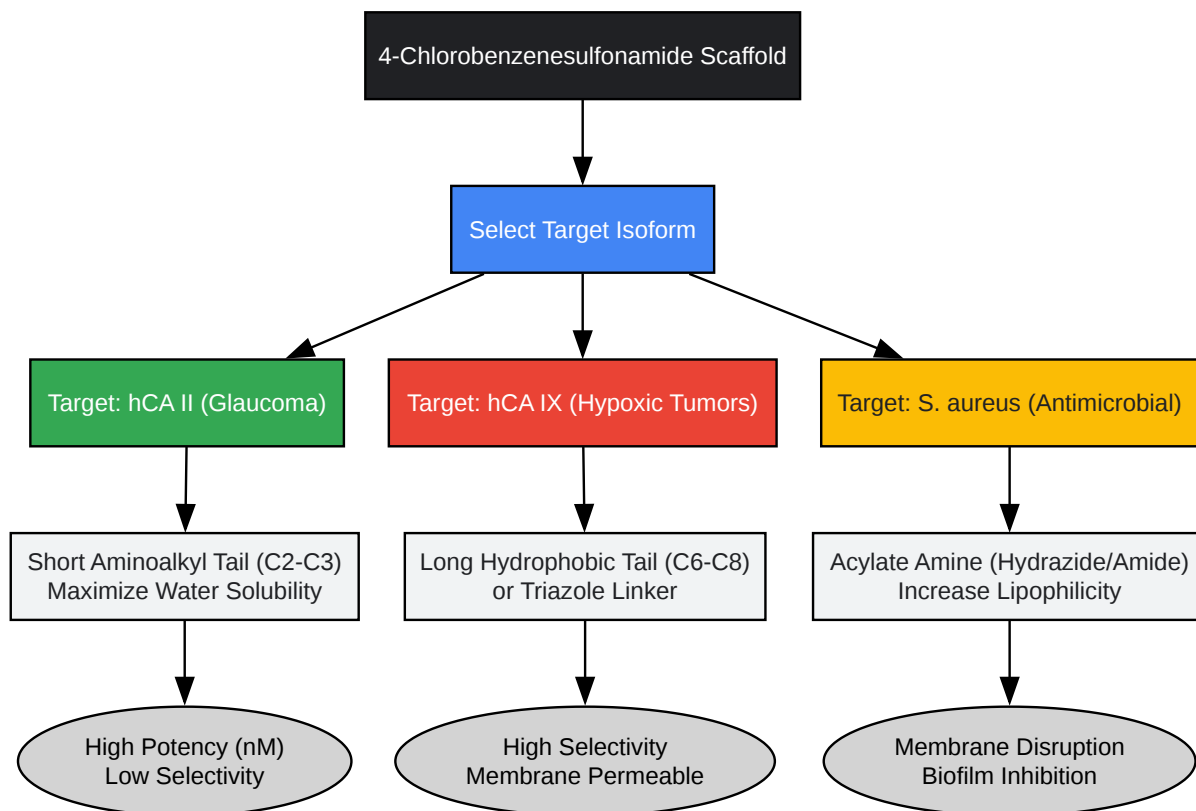 4-Chlorobenzenesulfonamide Scaffold
Select Target Isoform
Target: hCA II (Glaucoma)
Target: hCA IX (Hypoxic Tumors)
Target: S. aureus (Antimicrobial)
Short Aminoalkyl Tail (C2-C3)
Maximize Water Solubility
Long Hydrophobic Tail (C6-C8)
or Triazole Linker
Acylate Amine (Hydrazide/Amide)
Increase Lipophilicity
High Potency (nM)
Low Selectivity
High Selectivity
Membrane Permeable
Membrane Disruption
Biofilm Inhibition